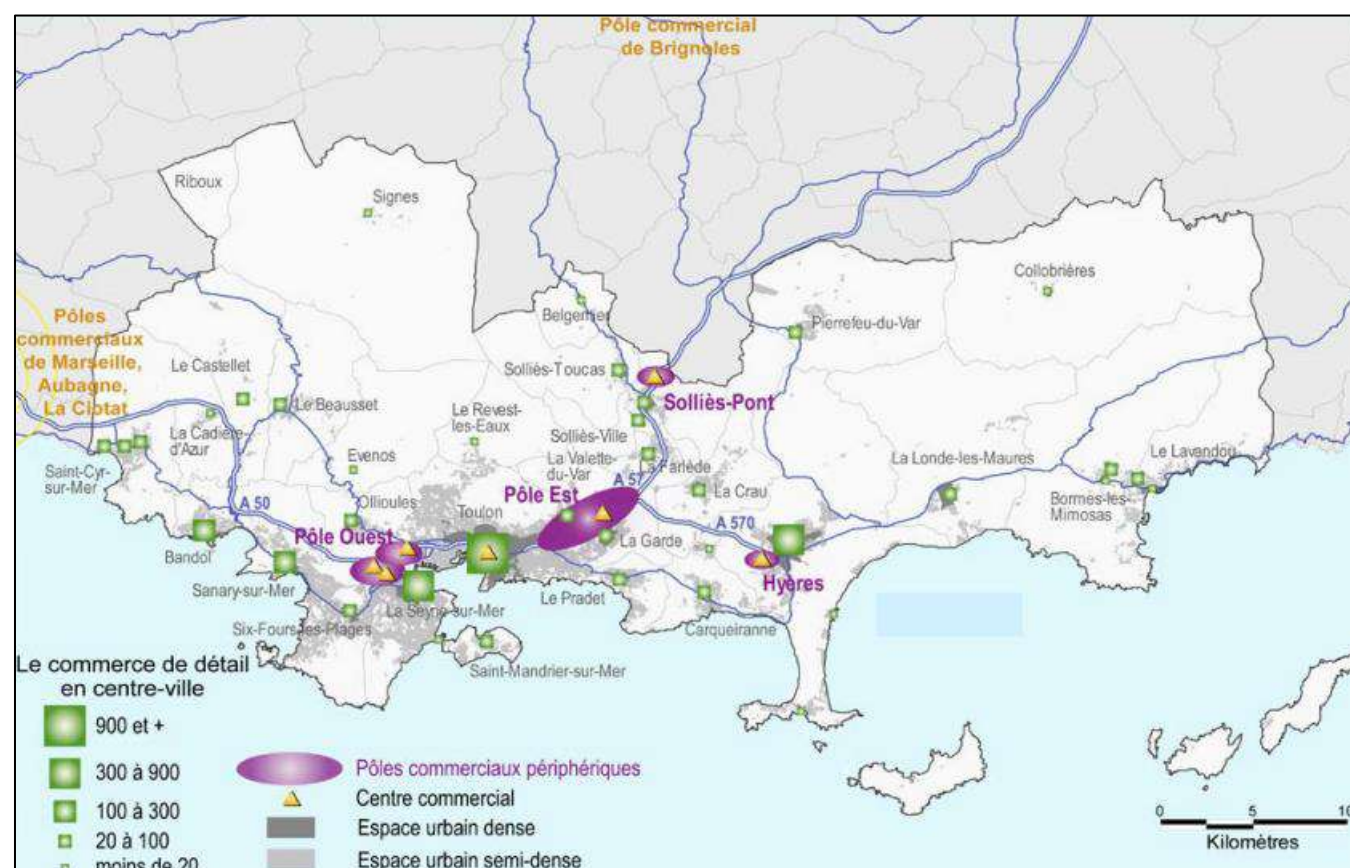 Pôle commercial
de Brignoles
Riboux
Signes
Collobrières
Belgentier
Pierrefeu-du-Var
Pôles
commerciaux
de Marseille,
Aubagne,
La Ciotat
Le Castellet
Solliès-Toucas
Solliès-Pont
Le Beausset
Le Revest-
les-Eaux
La Cadière-
d'Azur
Solliès-Ville
Evenos
La Valette-
du-Var
La Farlède
La Londe-les-Maures
Le Lavandou
Saint-Cyr-
sur-Mer
A 57
Pôle Est
La Crau
Bormes-les-
Mimosas
A 50
Ollioules
Toulon
A 570
Pôle Ouest
La Garde
Bandol
Hyères
Sanary-sur-Mer
Le Pradet
La Seyne-sur-Mer
Six-Fours-les-Plages
Carqueiranne
Saint-Mandrier-sur-Mer
Le commerce de détail
en centre-ville
900 et +
300 à 900
100 à 300
20 à 100
moins de 20
Pôles commerciaux périphériques
Centre commercial
Espace urbain dense
Espace urbain semi-dense
0 5 10
Kilomètres